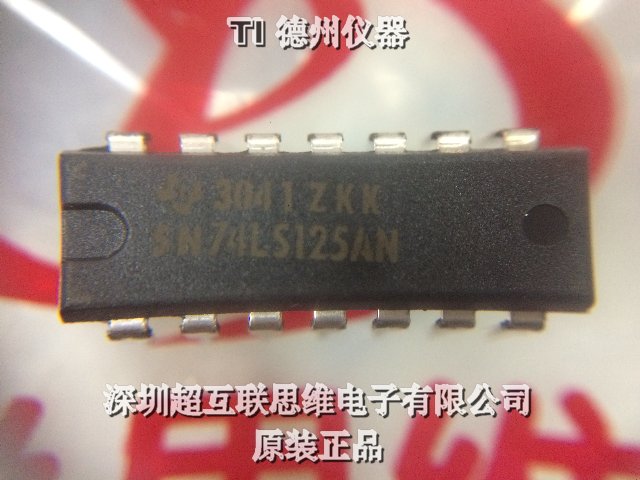 TI 德州仪器
3041ZKK
SN74LS125AN
深圳超互联思维电子有限公司
原装正品